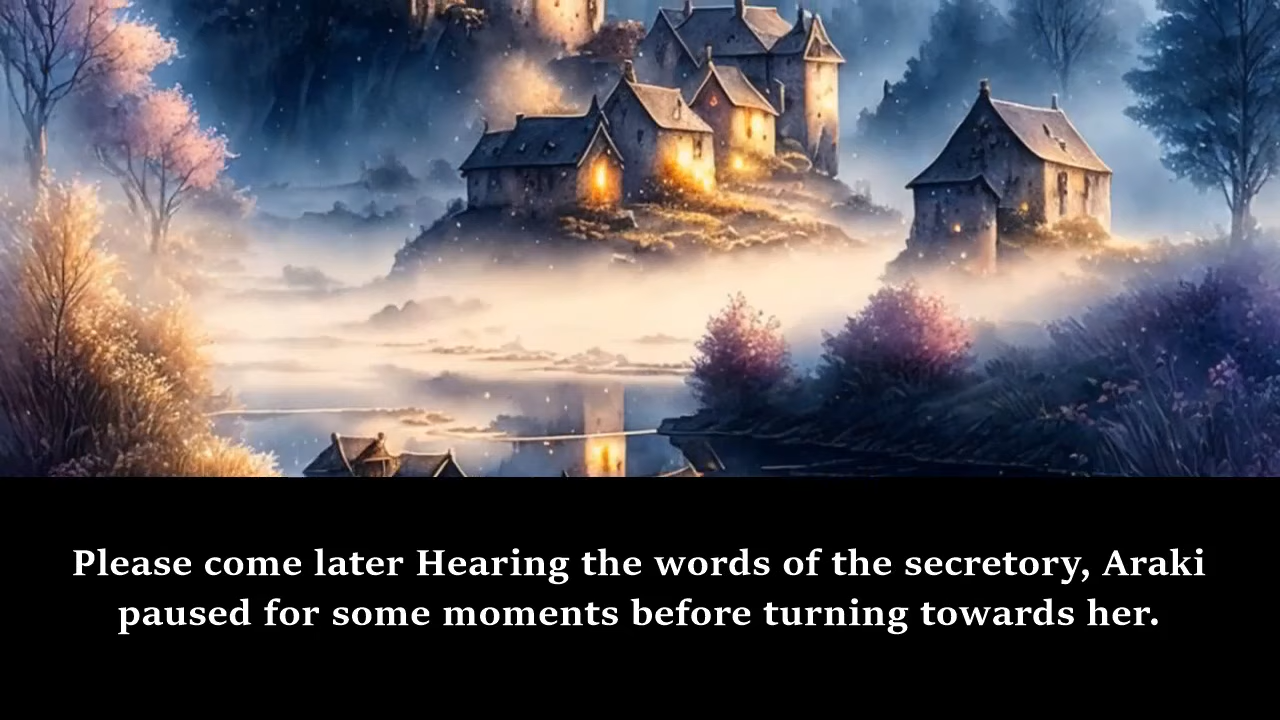 Please come later Hearing the words of the secretory, Araki
paused for some moments before turning towards her.